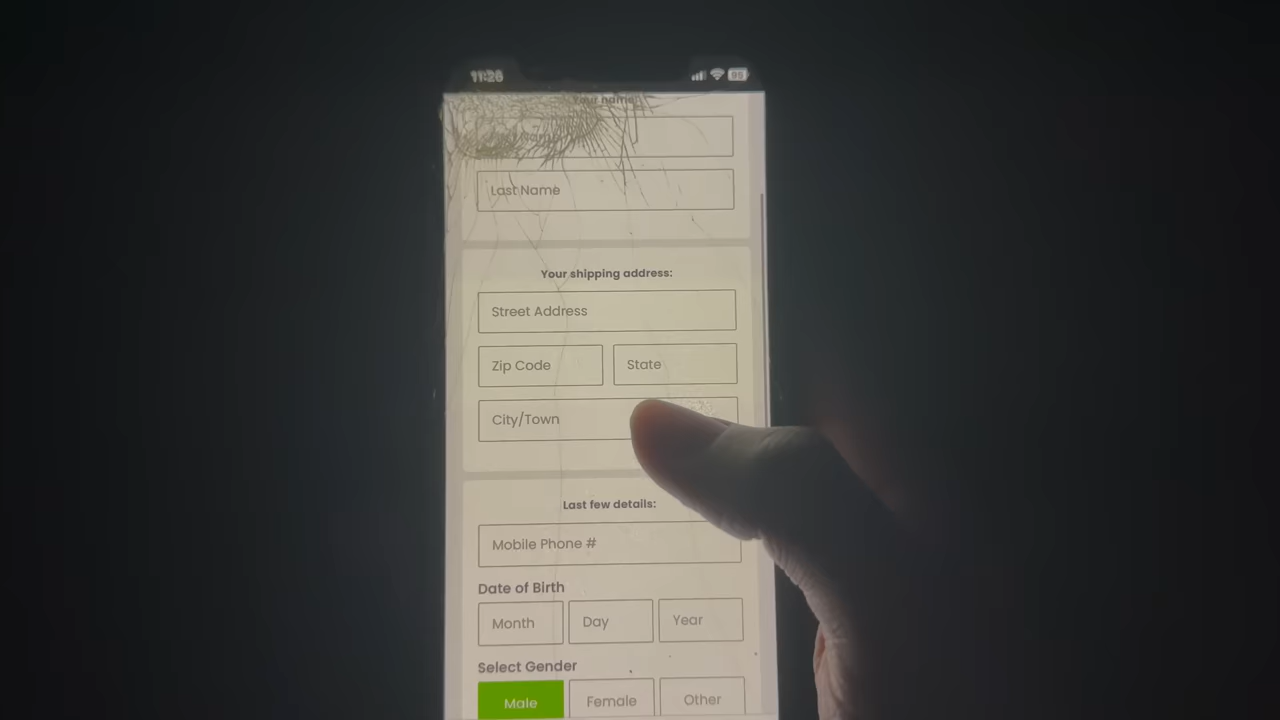 11:26
95
Your name:
Last Name
Your shipping address:
Street Address
Zip Code State
City/Town
Last few details:
Mobile Phone #
Date of Birth
Month Day Year
Select Gender
Male Female Other